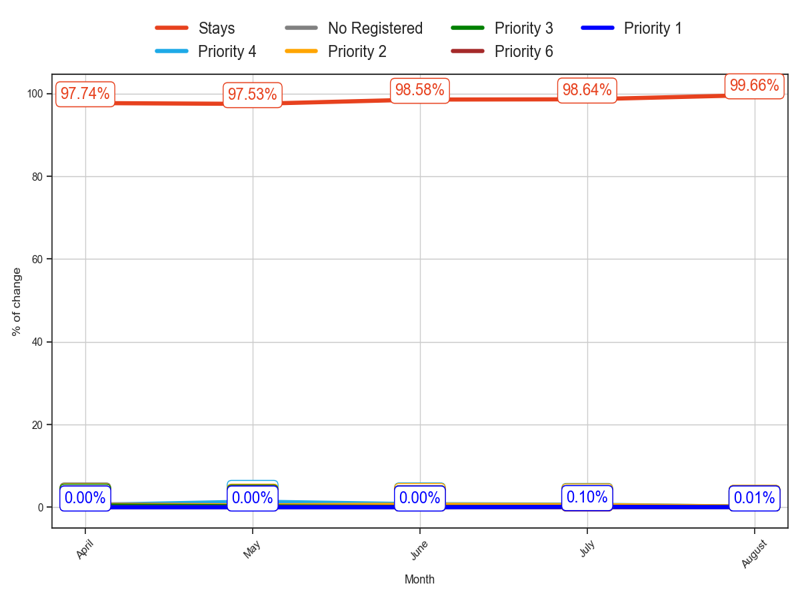 Stays No Registered Priority 3 Priority 1
Priority 4 Priority 2 Priority 6
100
80
60
40
20
0
% of change
97.74% 97.53% 98.58% 98.64% 99.66%
0.00% 0.00% 0.00% 0.10% 0.01%
April May June July August
Month